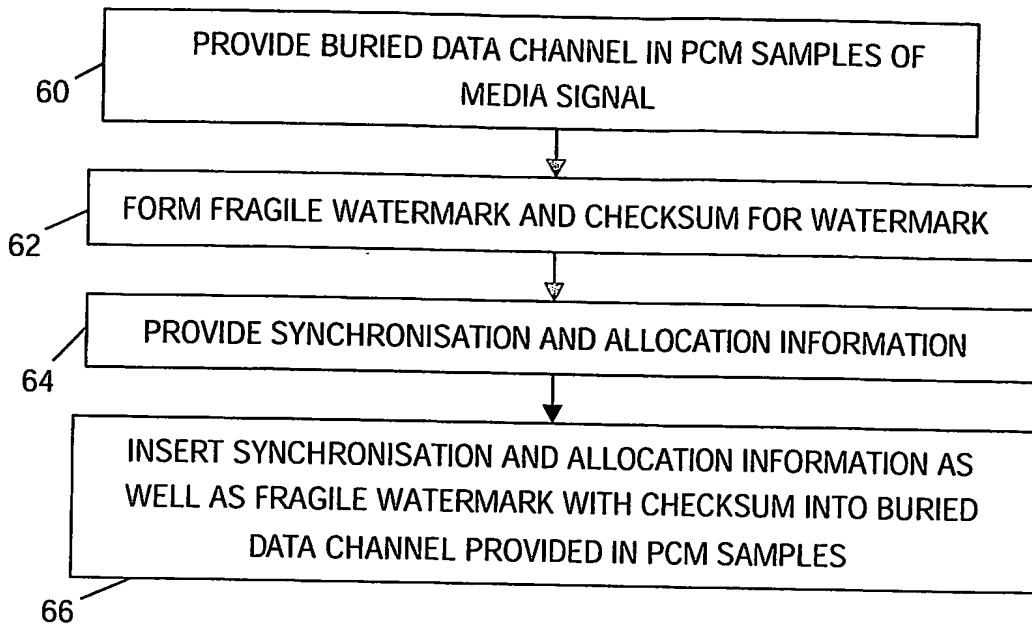 PROVIDE BURIED DATA CHANNEL IN PCM SAMPLES OF
MEDIA SIGNAL
60
FORM FRAGILE WATERMARK AND CHECKSUM FOR WATERMARK
62
PROVIDE SYNCHRONISATION AND ALLOCATION INFORMATION
64
INSERT SYNCHRONISATION AND ALLOCATION INFORMATION AS
WELL AS FRAGILE WATERMARK WITH CHECKSUM INTO BURIED
DATA CHANNEL PROVIDED IN PCM SAMPLES
66